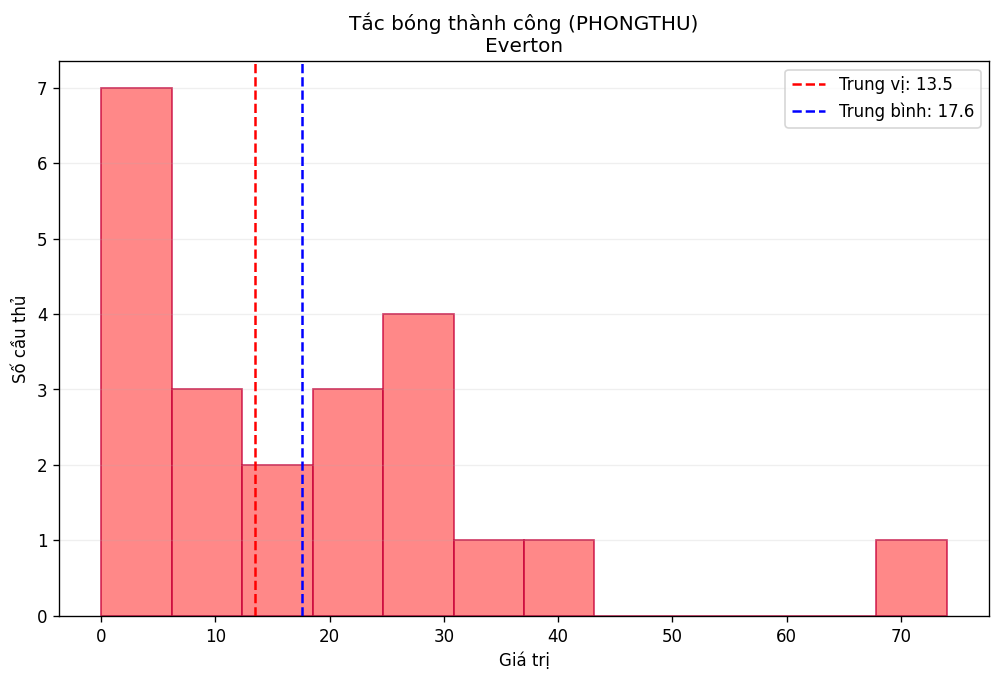 Tắc bóng thành công (PHONGTHU)
Everton
Trung vị: 13.5
Trung bình: 17.6
Số cầu thủ
7
6
5
4
3
2
1
0
0 10 20 30 40 50 60 70
Giá trị